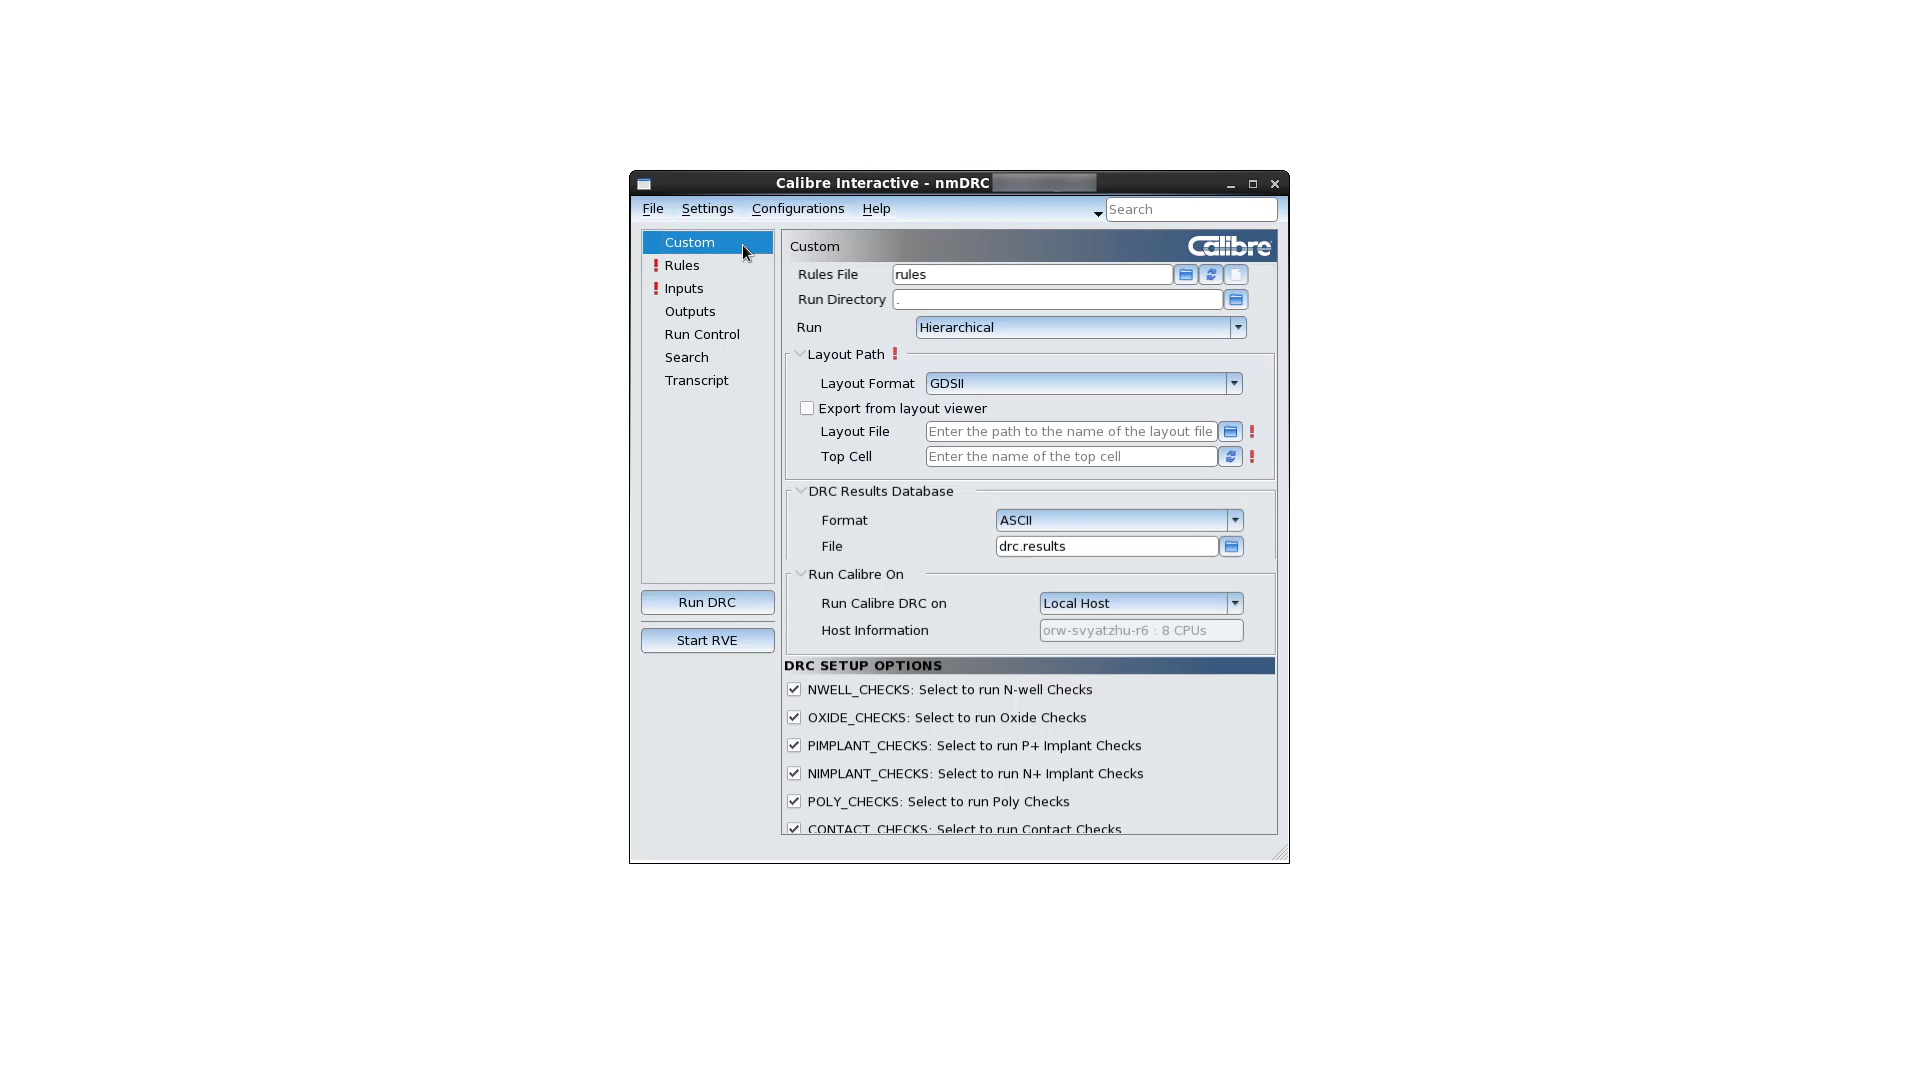 Calibre Interactive - nmDRC
File Settings Configurations Help Search
Custom
Rules
Inputs
Outputs
Run Control
Search
Transcript
Run DRC
Start RVE
Custom Calibre
Rules File rules
Run Directory .
Run Hierarchical
Layout Path
Layout Format GDSII
Export from layout viewer
Layout File Enter the path to the name of the layout file
Top Cell Enter the name of the top cell
DRC Results Database
Format ASCII
File drc.results
Run Calibre On
Run Calibre DRC on Local Host
Host Information orw-svyatzhu-r6 : 8 CPUs
DRC SETUP OPTIONS
NWELL_CHECKS: Select to run N-well Checks
OXIDE_CHECKS: Select to run Oxide Checks
PIMPLANT_CHECKS: Select to run P+ Implant Checks
NIMPLANT_CHECKS: Select to run N+ Implant Checks
POLY_CHECKS: Select to run Poly Checks
CONTACT_CHECKS: Select to run Contact Checks